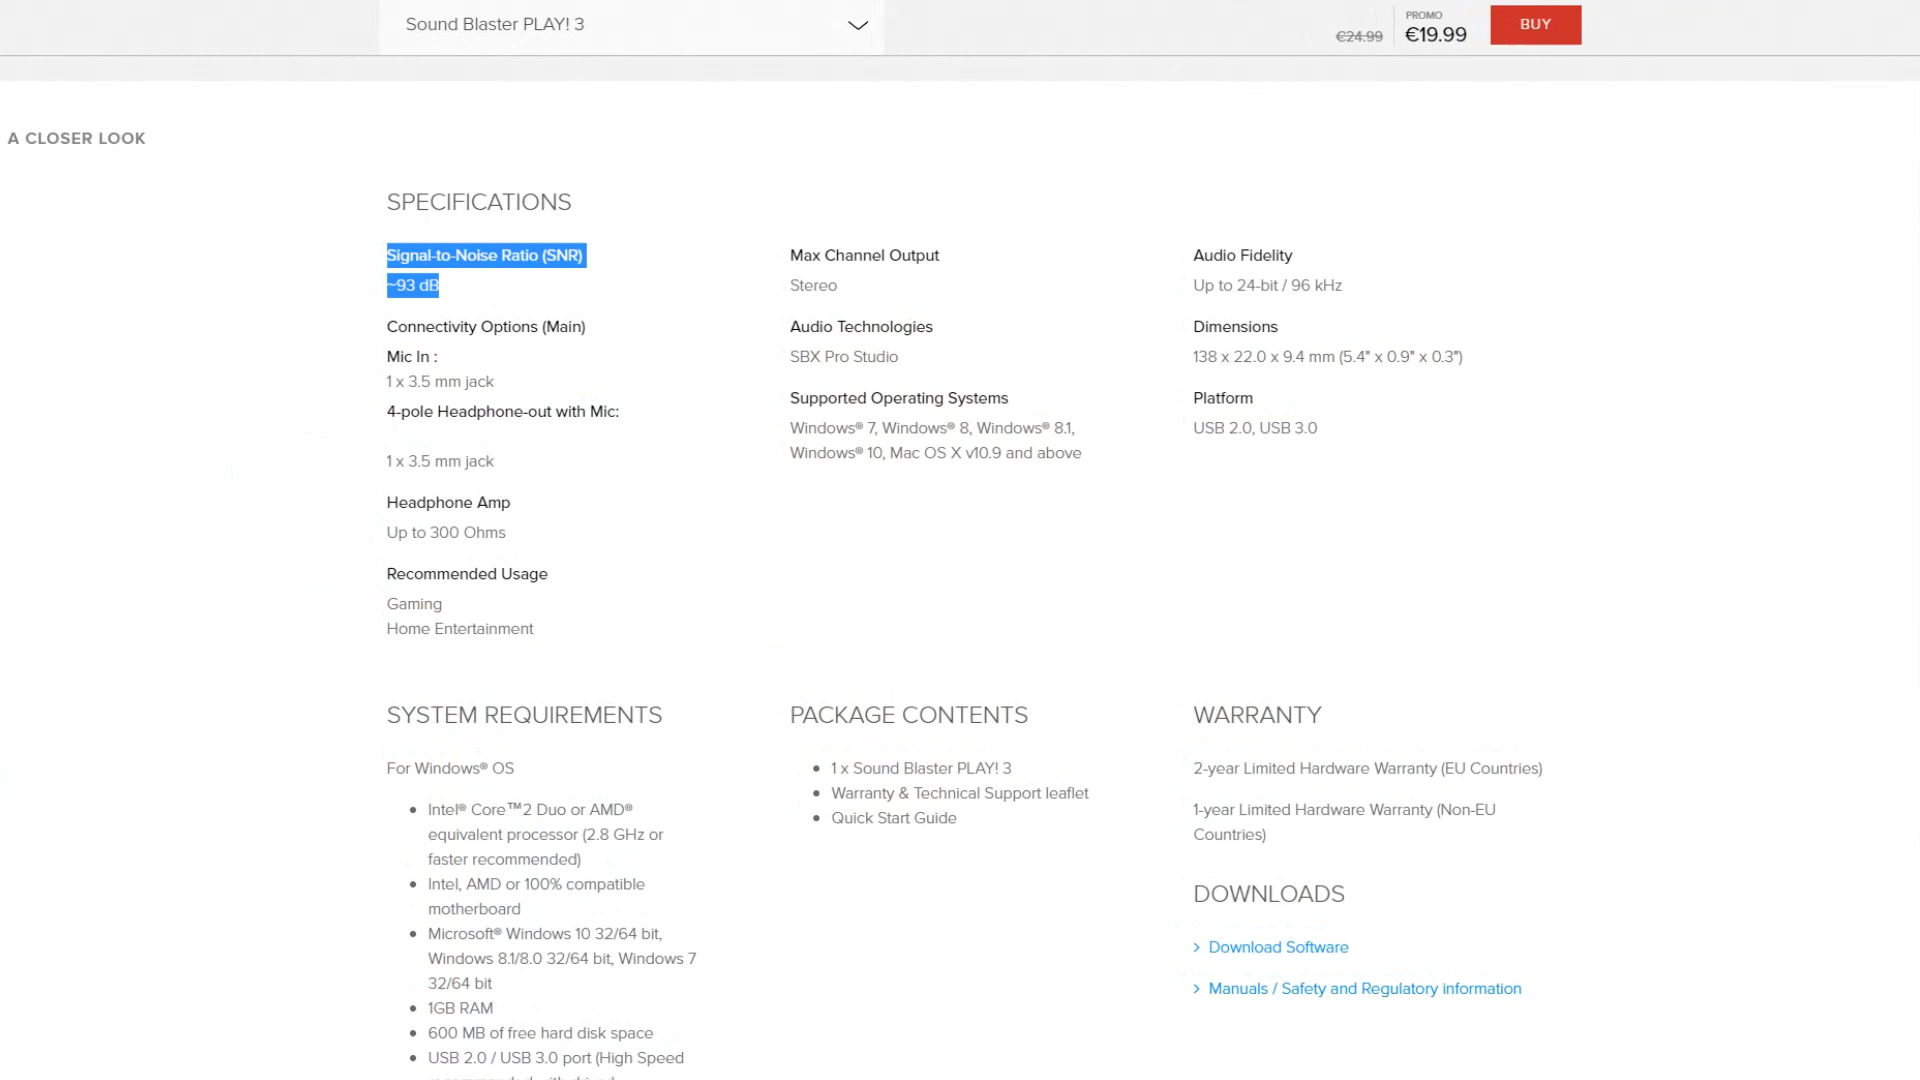 Sound Blaster PLAY! 3
€24.99
PROMO
€19.99
BUY
A CLOSER LOOK
SPECIFICATIONS
Signal-to-Noise Ratio (SNR)
~93 dB
Connectivity Options (Main)
Mic In :
1 x 3.5 mm jack
4-pole Headphone-out with Mic:
1 x 3.5 mm jack
Headphone Amp
Up to 300 Ohms
Recommended Usage
Gaming
Home Entertainment
Max Channel Output
Stereo
Audio Technologies
SBX Pro Studio
Supported Operating Systems
Windows® 7, Windows® 8, Windows® 8.1,
Windows® 10, Mac OS X v10.9 and above
Audio Fidelity
Up to 24-bit / 96 kHz
Dimensions
138 x 22.0 x 9.4 mm (5.4" x 0.9" x 0.3")
Platform
USB 2.0, USB 3.0
SYSTEM REQUIREMENTS
For Windows® OS
• Intel® Core™2 Duo or AMD®
equivalent processor (2.8 GHz or
faster recommended)
• Intel, AMD or 100% compatible
motherboard
• Microsoft® Windows 10 32/64 bit,
Windows 8.1/8.0 32/64 bit, Windows 7
32/64 bit
• 1GB RAM
• 600 MB of free hard disk space
• USB 2.0 / USB 3.0 port (High Speed
PACKAGE CONTENTS
• 1 x Sound Blaster PLAY! 3
• Warranty & Technical Support leaflet
• Quick Start Guide
WARRANTY
2-year Limited Hardware Warranty (EU Countries)
1-year Limited Hardware Warranty (Non-EU
Countries)
DOWNLOADS
> Download Software
> Manuals / Safety and Regulatory information